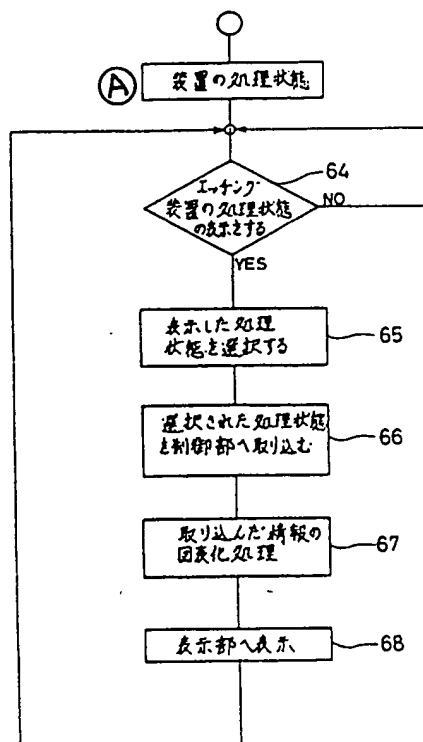 A
装置の処理状態
64
エッチング
装置の処理状態
の表示をする
NO
YES
表示した処理
状態を選択する
65
選択された処理状態
を制御部へ取り込む
66
取り込んだ情報の
図表化処理
67
表示部へ表示
68